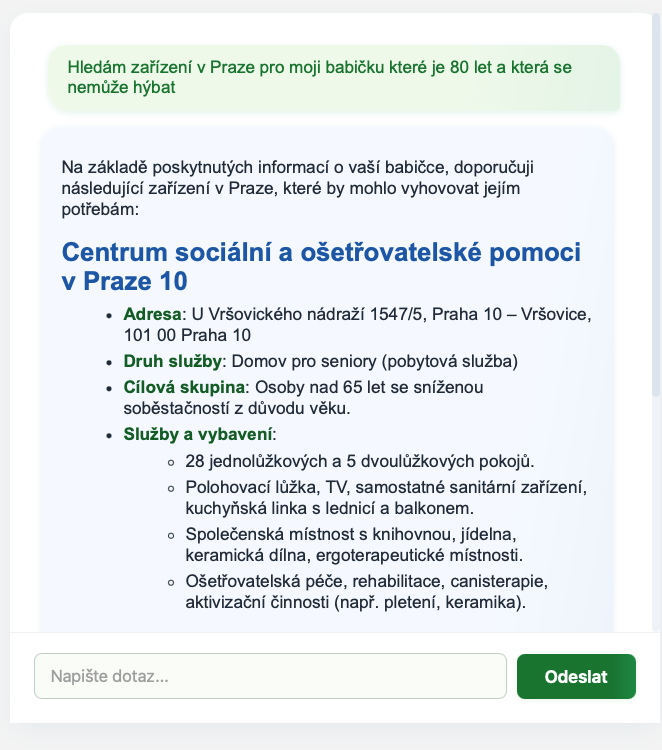 Hledám zařízení v Praze pro moji babičku které je 80 let a která se
nemůže hýbat
Na základě poskytnutých informací o vaší babičce, doporučuji
následující zařízení v Praze, které by mohlo vyhovovat jejím
potřebám:
Centrum sociální a ošetřovatelské pomoci
v Praze 10
• Adresa: U Vršovického nádraží 1547/5, Praha 10 – Vršovice,
101 00 Praha 10
• Druh služby: Domov pro seniory (pobytová služba)
• Cílová skupina: Osoby nad 65 let se sníženou
soběstačností z důvodu věku.
• Služby a vybavení:
◦ 28 jednolůžkových a 5 dvoulůžkových pokojů.
◦ Polohovací lůžka, TV, samostatné sanitární zařízení,
kuchyňská linka s lednicí a balkonem.
◦ Společenská místnost s knihovnou, jídelna,
keramická dílna, ergoterapeutické místnosti.
◦ Ošetřovatelská péče, rehabilitace, canisterapie,
aktivizační činnosti (např. pletení, keramika).
Napište dotaz...
Odeslat